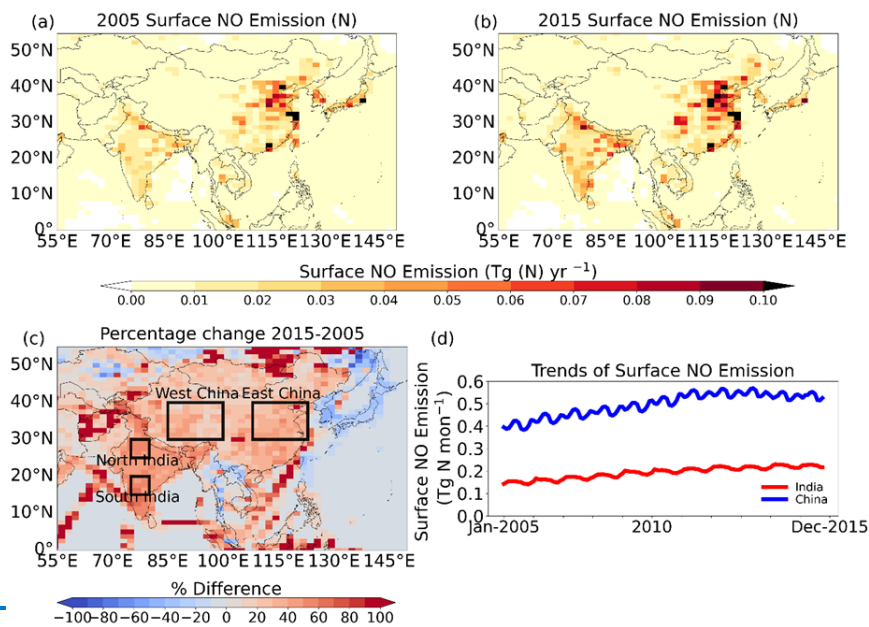 (a) 2005 Surface NO Emission (N)
50°N
40°N
30°N
20°N
10°N
0°
55°E 70°E 85°E 100°E 115°E 130°E 145°E
(b) 2015 Surface NO Emission (N)
50°N
40°N
30°N
20°N
10°N
0°
55°E 70°E 85°E 100°E 115°E 130°E 145°E
Surface NO Emission (Tg (N) yr ⁻¹)
0.00 0.01 0.02 0.03 0.04 0.05 0.06 0.07 0.08 0.09 0.10
(c) Percentage change 2015-2005
50°N
40°N
30°N
20°N
10°N
0°
West China East China
North India
South India
55°E 70°E 85°E 100°E 115°E 130°E 145°E
% Difference
−100−80 −60 −40 −20 0 20 40 60 80 100
(d)
Trends of Surface NO Emission
Surface NO Emission
(Tg N mon⁻¹)
0.6
0.5
0.4
0.3
0.2
0.1
0.0
India
China
Jan-2005 2010 Dec-2015